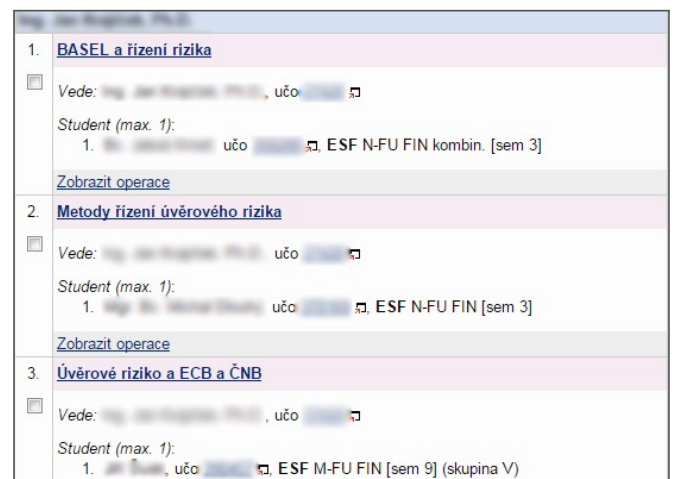 1. BASEL a řízení rizika
Vede: , učo
Student (max. 1):
1. učo , ESF N-FU FIN kombin. [sem 3]
Zobrazit operace
2. Metody řízení úvěrového rizika
Vede: učo
Student (max. 1):
1. učo , ESF N-FU FIN [sem 3]
Zobrazit operace
3. Úvěrové riziko a ECB a ČNB
Vede: , učo
Student (max. 1):
1. , učo , ESF M-FU FIN [sem 9] (skupina V)